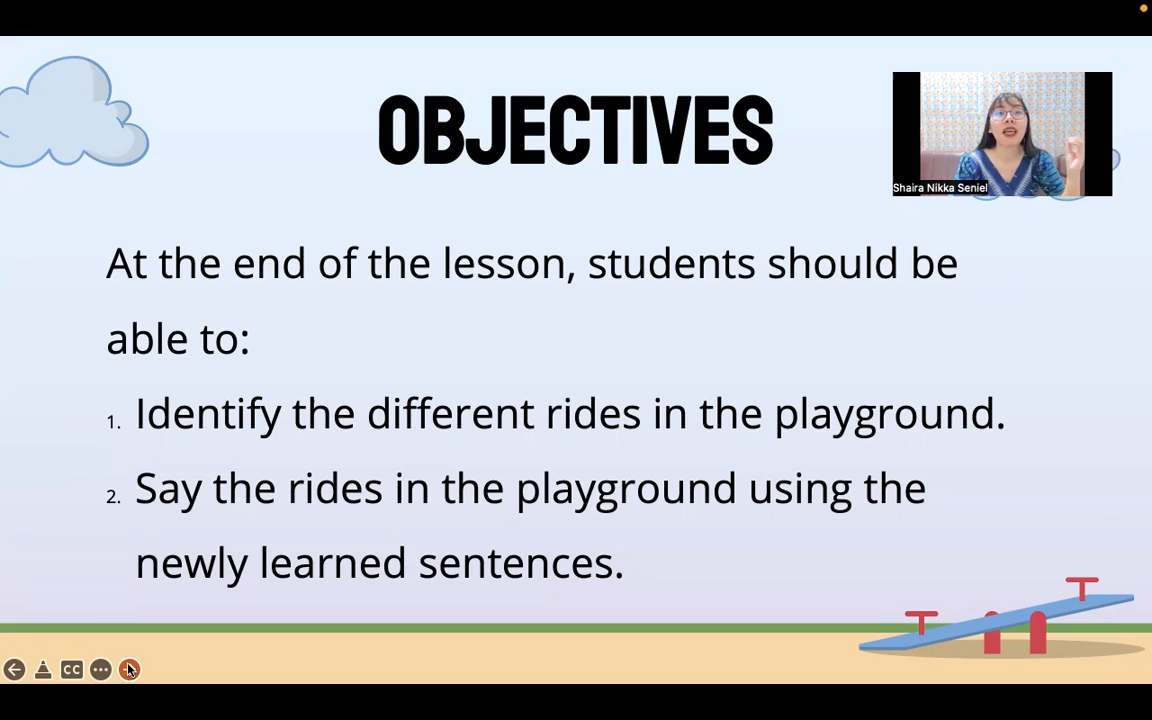 OBJECTIVES
Shaira Nikka Seniel
At the end of the lesson, students should be
able to:
1. Identify the different rides in the playground.
2. Say the rides in the playground using the
newly learned sentences.
CC